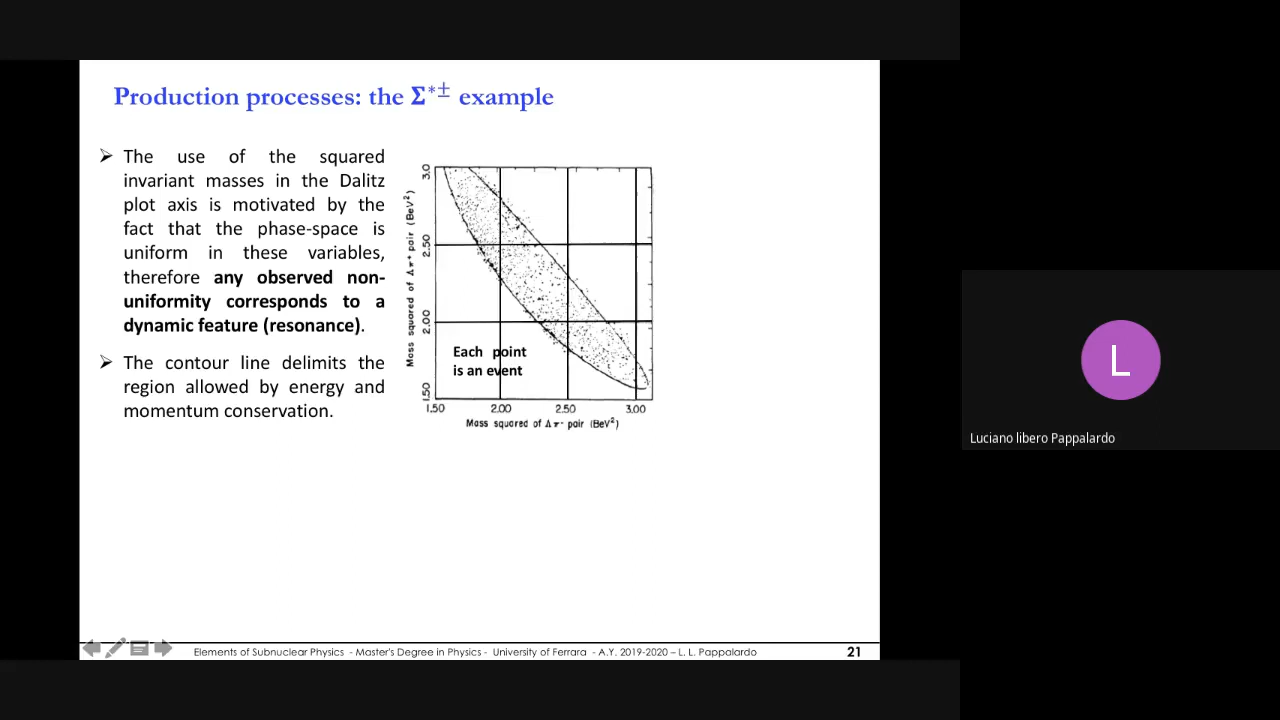 Production processes: the Σ*± example
➢ The use of the squared
invariant masses in the Dalitz
plot axis is motivated by the
fact that the phase-space is
uniform in these variables,
therefore any observed non-
uniformity corresponds to a
dynamic feature (resonance).
➢ The contour line delimits the
region allowed by energy and
momentum conservation.
Mass squared of Λπ⁺ pair (BeV²)
3.0
2.50
2.00
1.50
Each point
is an event
1.50 2.00 2.50 3.00
Mass squared of Λπ⁻ pair (BeV²)
L
Luciano libero Pappalardo
Elements of Subnuclear Physics - Master's Degree in Physics - University of Ferrara - A.Y. 2019-2020 – L. L. Pappalardo
21